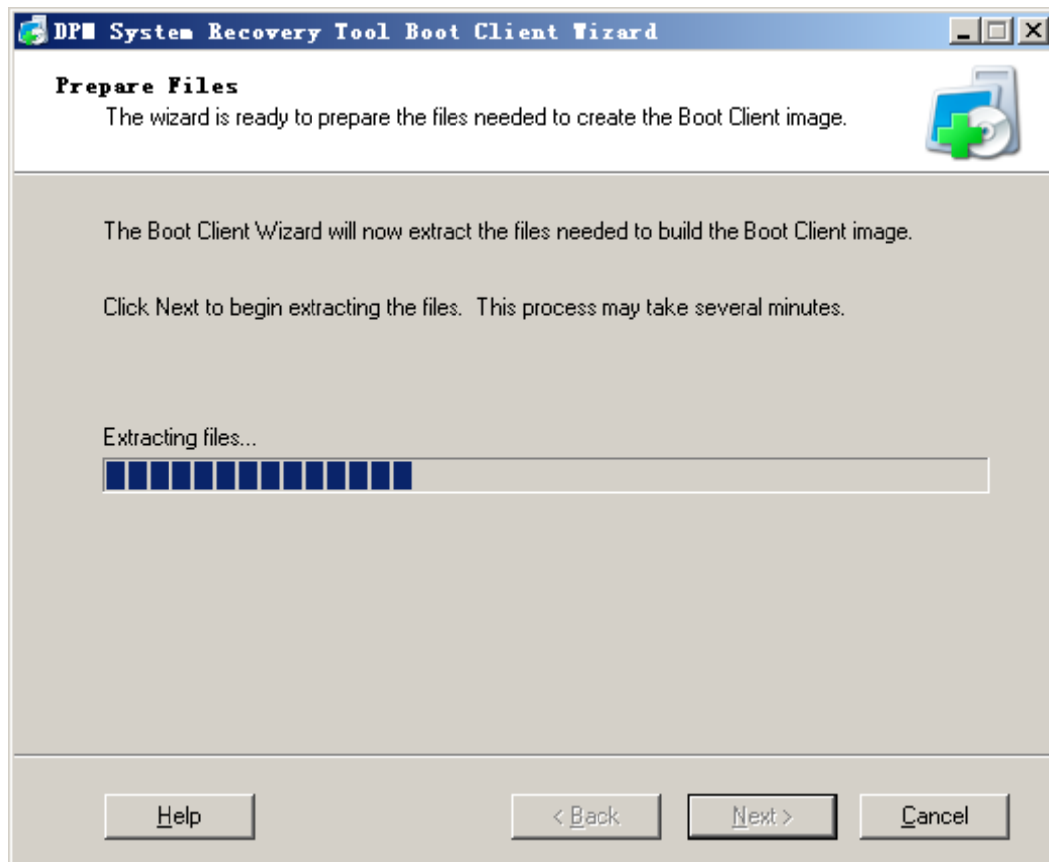 DPM System Recovery Tool Boot Client Wizard
Prepare Files
The wizard is ready to prepare the files needed to create the Boot Client image.
The Boot Client Wizard will now extract the files needed to build the Boot Client image.
Click Next to begin extracting the files.  This process may take several minutes.
Extracting files...
Help
< Back
Next >
Cancel